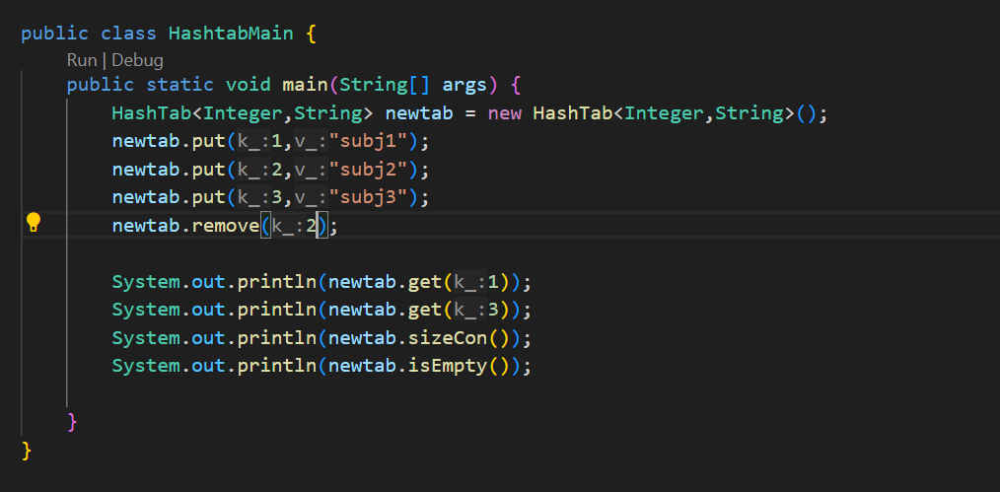 public class HashtabMain {
Run | Debug
public static void main(String[] args) {
HashTab<Integer,String> newtab = new HashTab<Integer,String>();
newtab.put(k_:1,v_:"subj1");
newtab.put(k_:2,v_:"subj2");
newtab.put(k_:3,v_:"subj3");
newtab.remove(k_:2);
System.out.println(newtab.get(k_:1));
System.out.println(newtab.get(k_:3));
System.out.println(newtab.sizeCon());
System.out.println(newtab.isEmpty());
}
}